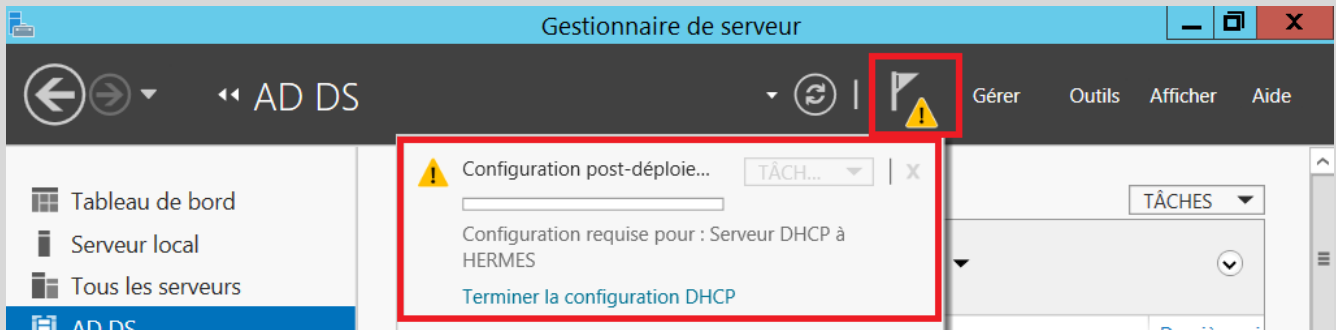 Gestionnaire de serveur
AD DS
Gérer Outils Afficher Aide
Configuration post-déploie... TÂCH...
Configuration requise pour : Serveur DHCP à
HERMES
Terminer la configuration DHCP
Tableau de bord
Serveur local
Tous les serveurs
AD DS
TÂCHES